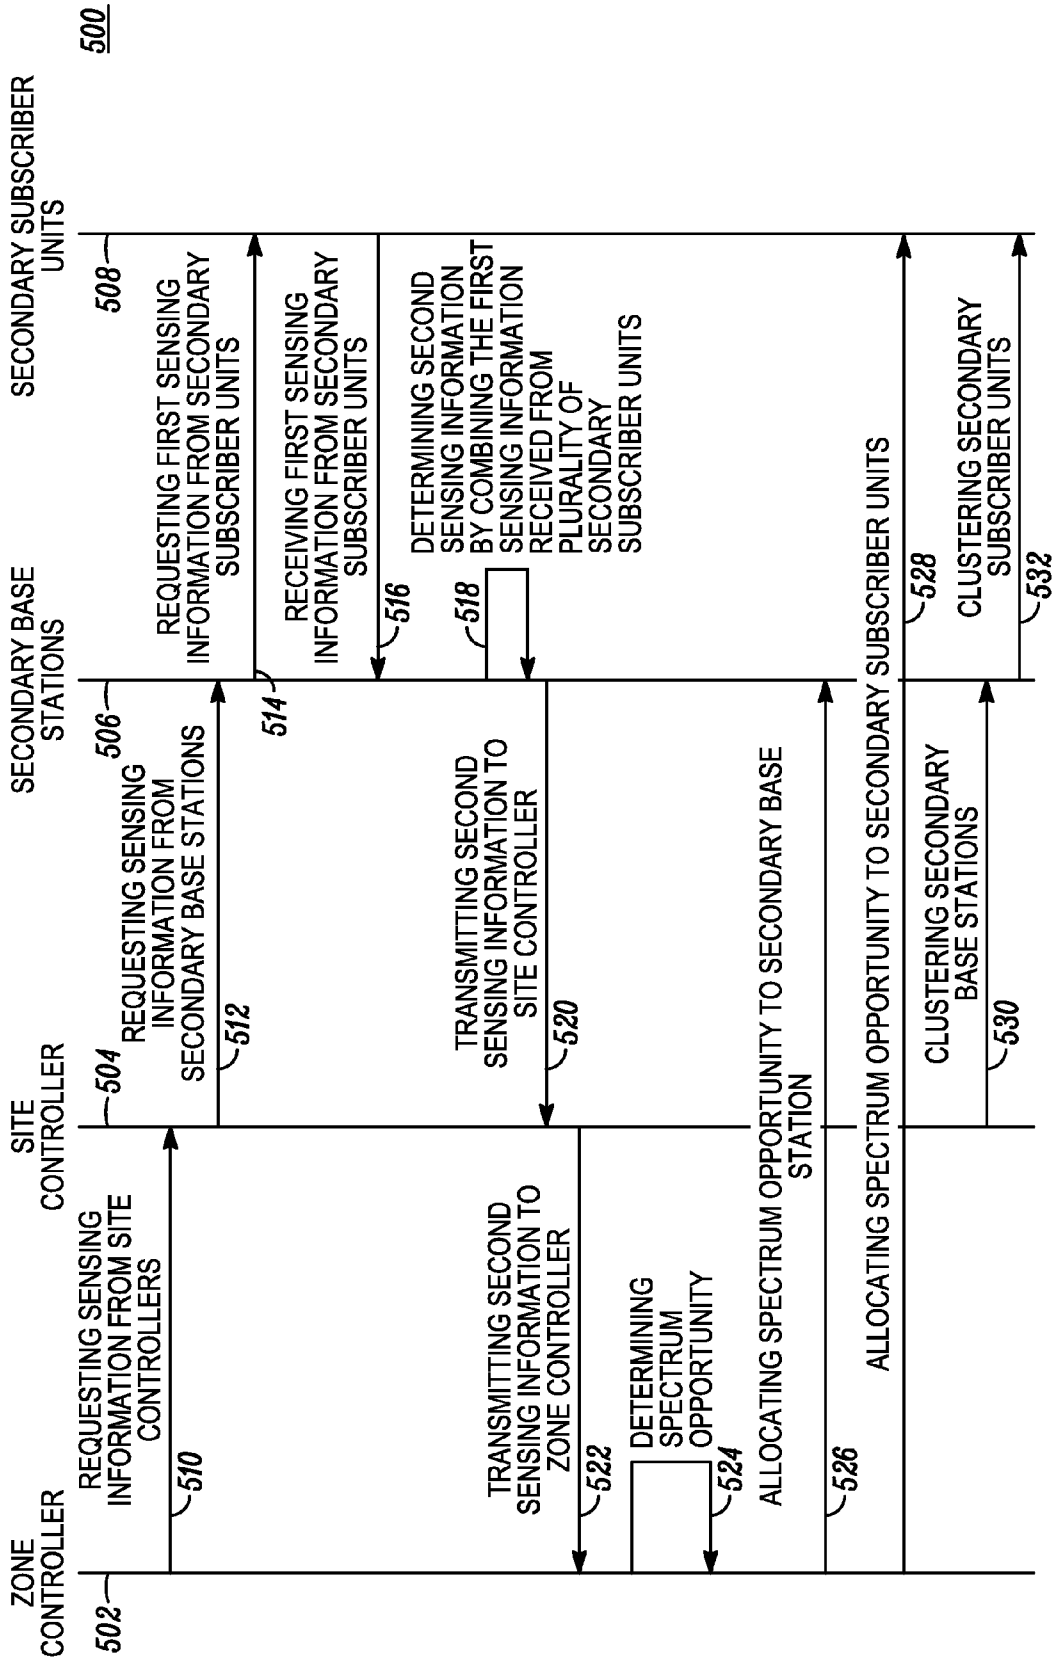 500
ZONE
CONTROLLER
SITE
CONTROLLER
SECONDARY BASE
STATIONS
SECONDARY SUBSCRIBER
UNITS
502
504
506
508
REQUESTING SENSING
INFORMATION FROM SITE
CONTROLLERS
510
REQUESTING SENSING
INFORMATION FROM
SECONDARY BASE STATIONS
512
REQUESTING FIRST SENSING
INFORMATION FROM SECONDARY
SUBSCRIBER UNITS
514
RECEIVING FIRST SENSING
INFORMATION FROM SECONDARY
SUBSCRIBER UNITS
516
DETERMINING SECOND
SENSING INFORMATION
BY COMBINING THE FIRST
SENSING INFORMATION
RECEIVED FROM
PLURALITY OF
SECONDARY
SUBSCRIBER UNITS
518
TRANSMITTING SECOND
SENSING INFORMATION TO
SITE CONTROLLER
520
TRANSMITTING SECOND
SENSING INFORMATION TO
ZONE CONTROLLER
522
DETERMINING
SPECTRUM
OPPORTUNITY
524
ALLOCATING SPECTRUM OPPORTUNITY TO SECONDARY BASE
STATION
526
ALLOCATING SPECTRUM OPPORTUNITY TO SECONDARY SUBSCRIBER UNITS
528
CLUSTERING SECONDARY
BASE STATIONS
530
CLUSTERING SECONDARY
SUBSCRIBER UNITS
532